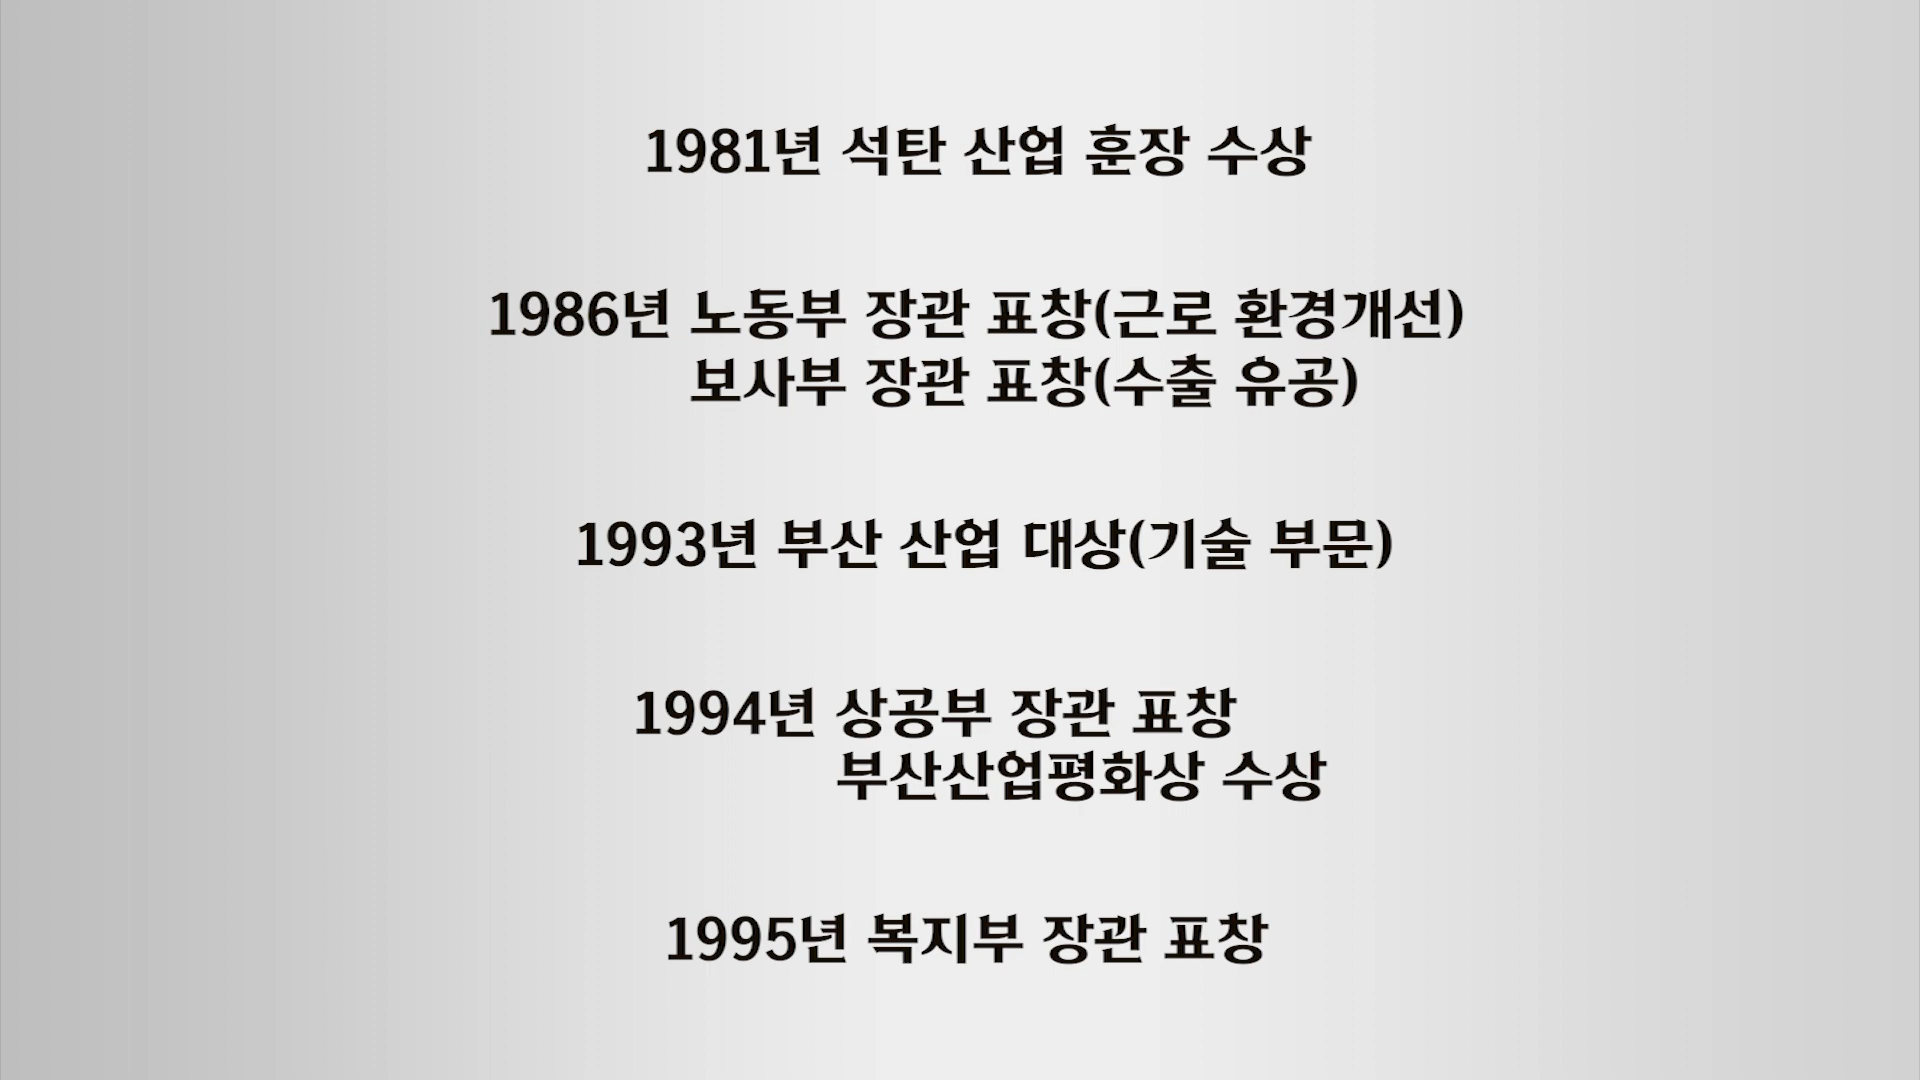 1981년 석탄 산업 훈장 수상
1986년 노동부 장관 표창(근로 환경개선)
보사부 장관 표창(수출 유공)
1993년 부산 산업 대상(기술 부문)
1994년 상공부 장관 표창
부산산업평화상 수상
1995년 복지부 장관 표창